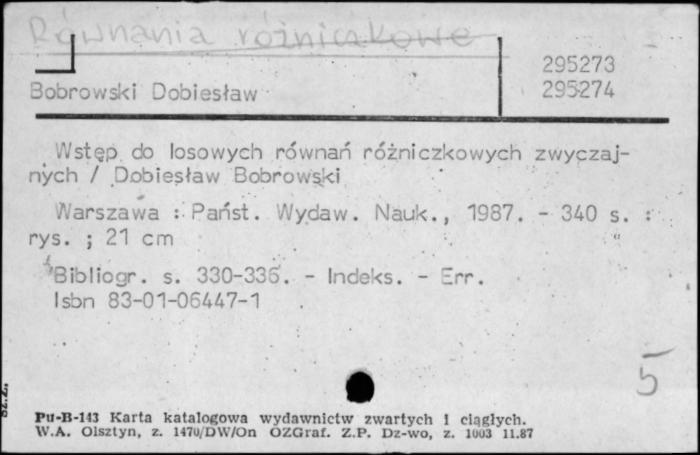 Równania różniczkowe
295273
Bobrowski Dobiesław 295274
Wstęp do losowych równań różniczkowych zwyczaj-
nych / Dobiesław Bobrowski
Warszawa : Państ. Wydaw. Nauk., 1987. - 340 s. :
rys. ; 21 cm
Bibliogr. s. 330-336. - Indeks. - Err.
Isbn 83-01-06447-1
5
Pu-B-143 Karta katalogowa wydawnictw zwartych i ciągłych.
W.A. Olsztyn, z. 1470/DW/On OZGraf. Z.P. Dz-wo, z. 1003 11.87